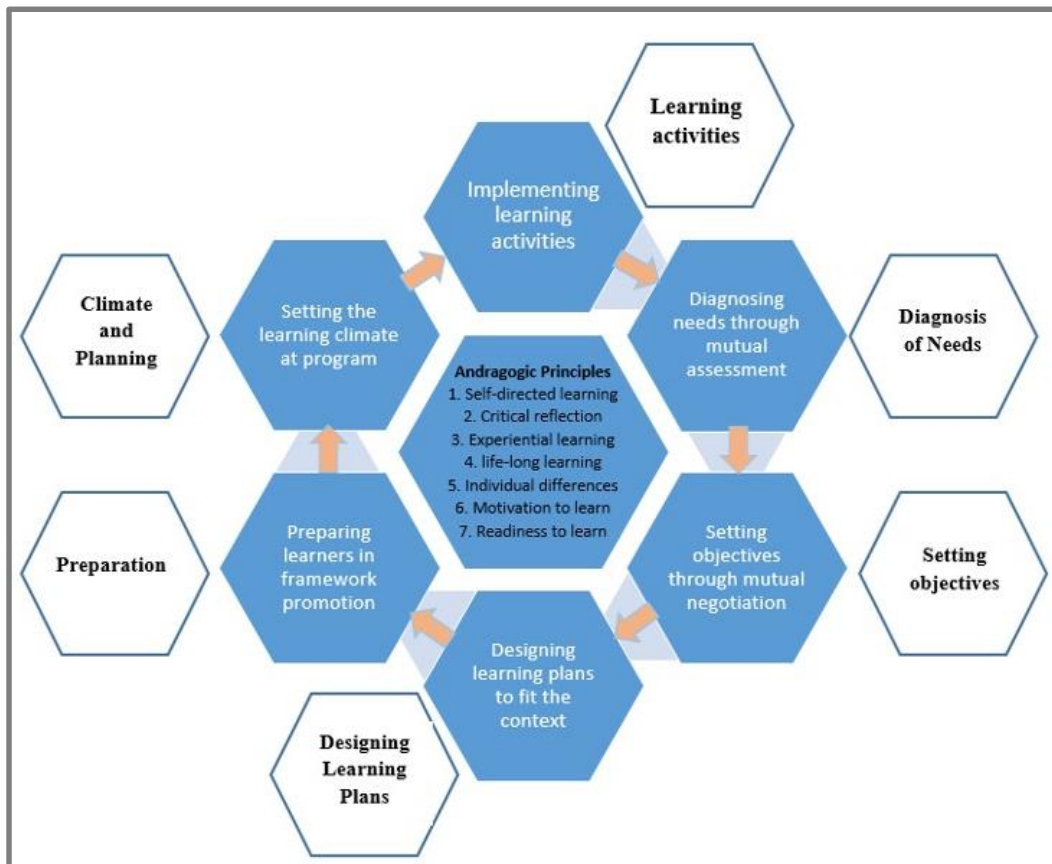 Learning
activities
Implementing
learning
activities
Climate
and
Planning
Setting the
learning climate
at program
Diagnosing
needs through
mutual
assessment
Diagnosis
of Needs
Andragogic Principles
1. Self-directed learning
2. Critical reflection
3. Experiential learning
4. life-long learning
5. Individual differences
6. Motivation to learn
7. Readiness to learn
Preparation
Preparing
learners in
framework
promotion
Setting
objectives
through mutual
negotiation
Setting
objectives
Designing
learning plans
to fit the
context
Designing
Learning
Plans